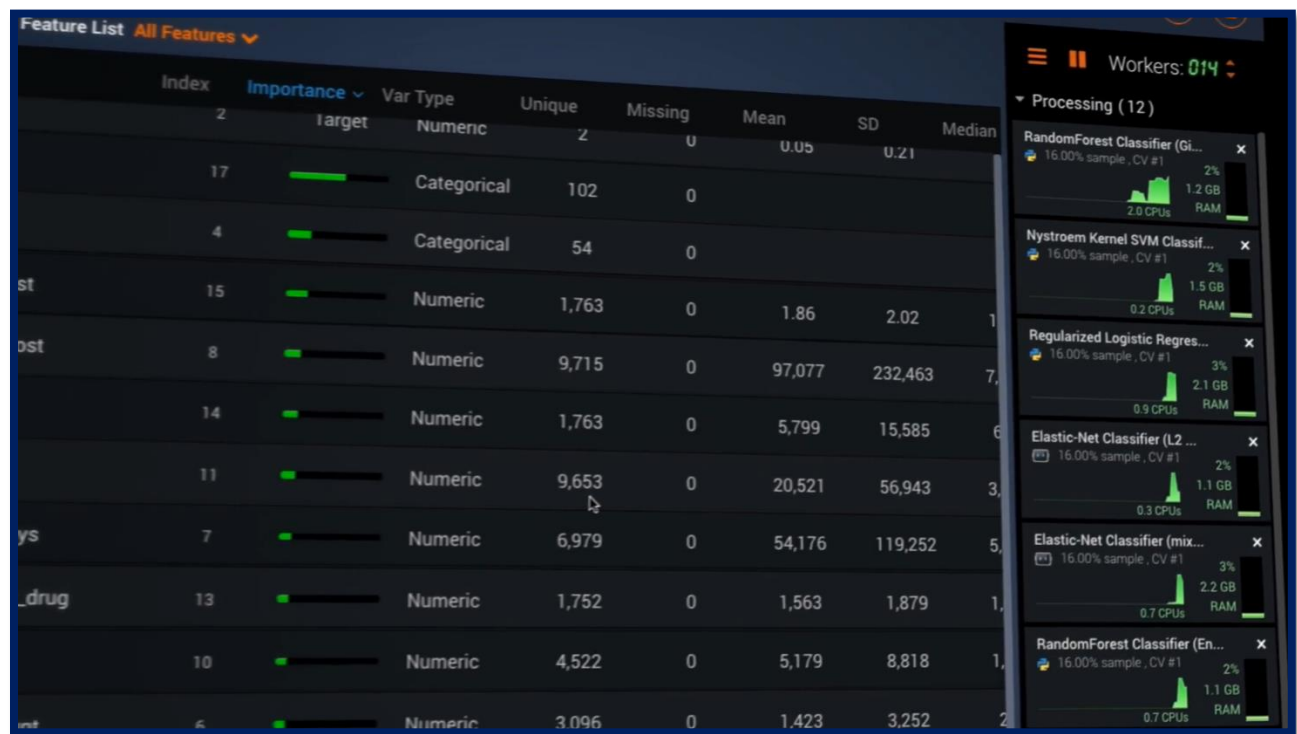 Feature List All Features
Index Importance Var Type Unique Missing Mean SD Median
2 Target Numeric 2 0 0.05 0.21
17 Categorical 102 0
4 Categorical 54 0
st 15 Numeric 1,763 0 1.86 2.02 1
ost 8 Numeric 9,715 0 97,077 232,463 7,
14 Numeric 1,763 0 5,799 15,585 6
11 Numeric 9,653 0 20,521 56,943 3,
ys 7 Numeric 6,979 0 54,176 119,252 5,
_drug 13 Numeric 1,752 0 1,563 1,879 1,
10 Numeric 4,522 0 5,179 8,818 1,
6 Numeric 3,096 0 1,423 3,252 2
Workers: 014
Processing (12)
RandomForest Classifier (Gi... ×
16.00% sample, CV #1
2%
1.2 GB
RAM
2.0 CPUs
Nystroem Kernel SVM Classif... ×
16.00% sample, CV #1
2%
1.5 GB
RAM
0.2 CPUs
Regularized Logistic Regres... ×
16.00% sample, CV #1
3%
2.1 GB
RAM
0.9 CPUs
Elastic-Net Classifier (L2 ... ×
16.00% sample, CV #1
2%
1.1 GB
RAM
0.3 CPUs
Elastic-Net Classifier (mix... ×
16.00% sample, CV #1
3%
2.2 GB
RAM
0.7 CPUs
RandomForest Classifier (En... ×
16.00% sample, CV #1
2%
1.1 GB
RAM
0.7 CPUs